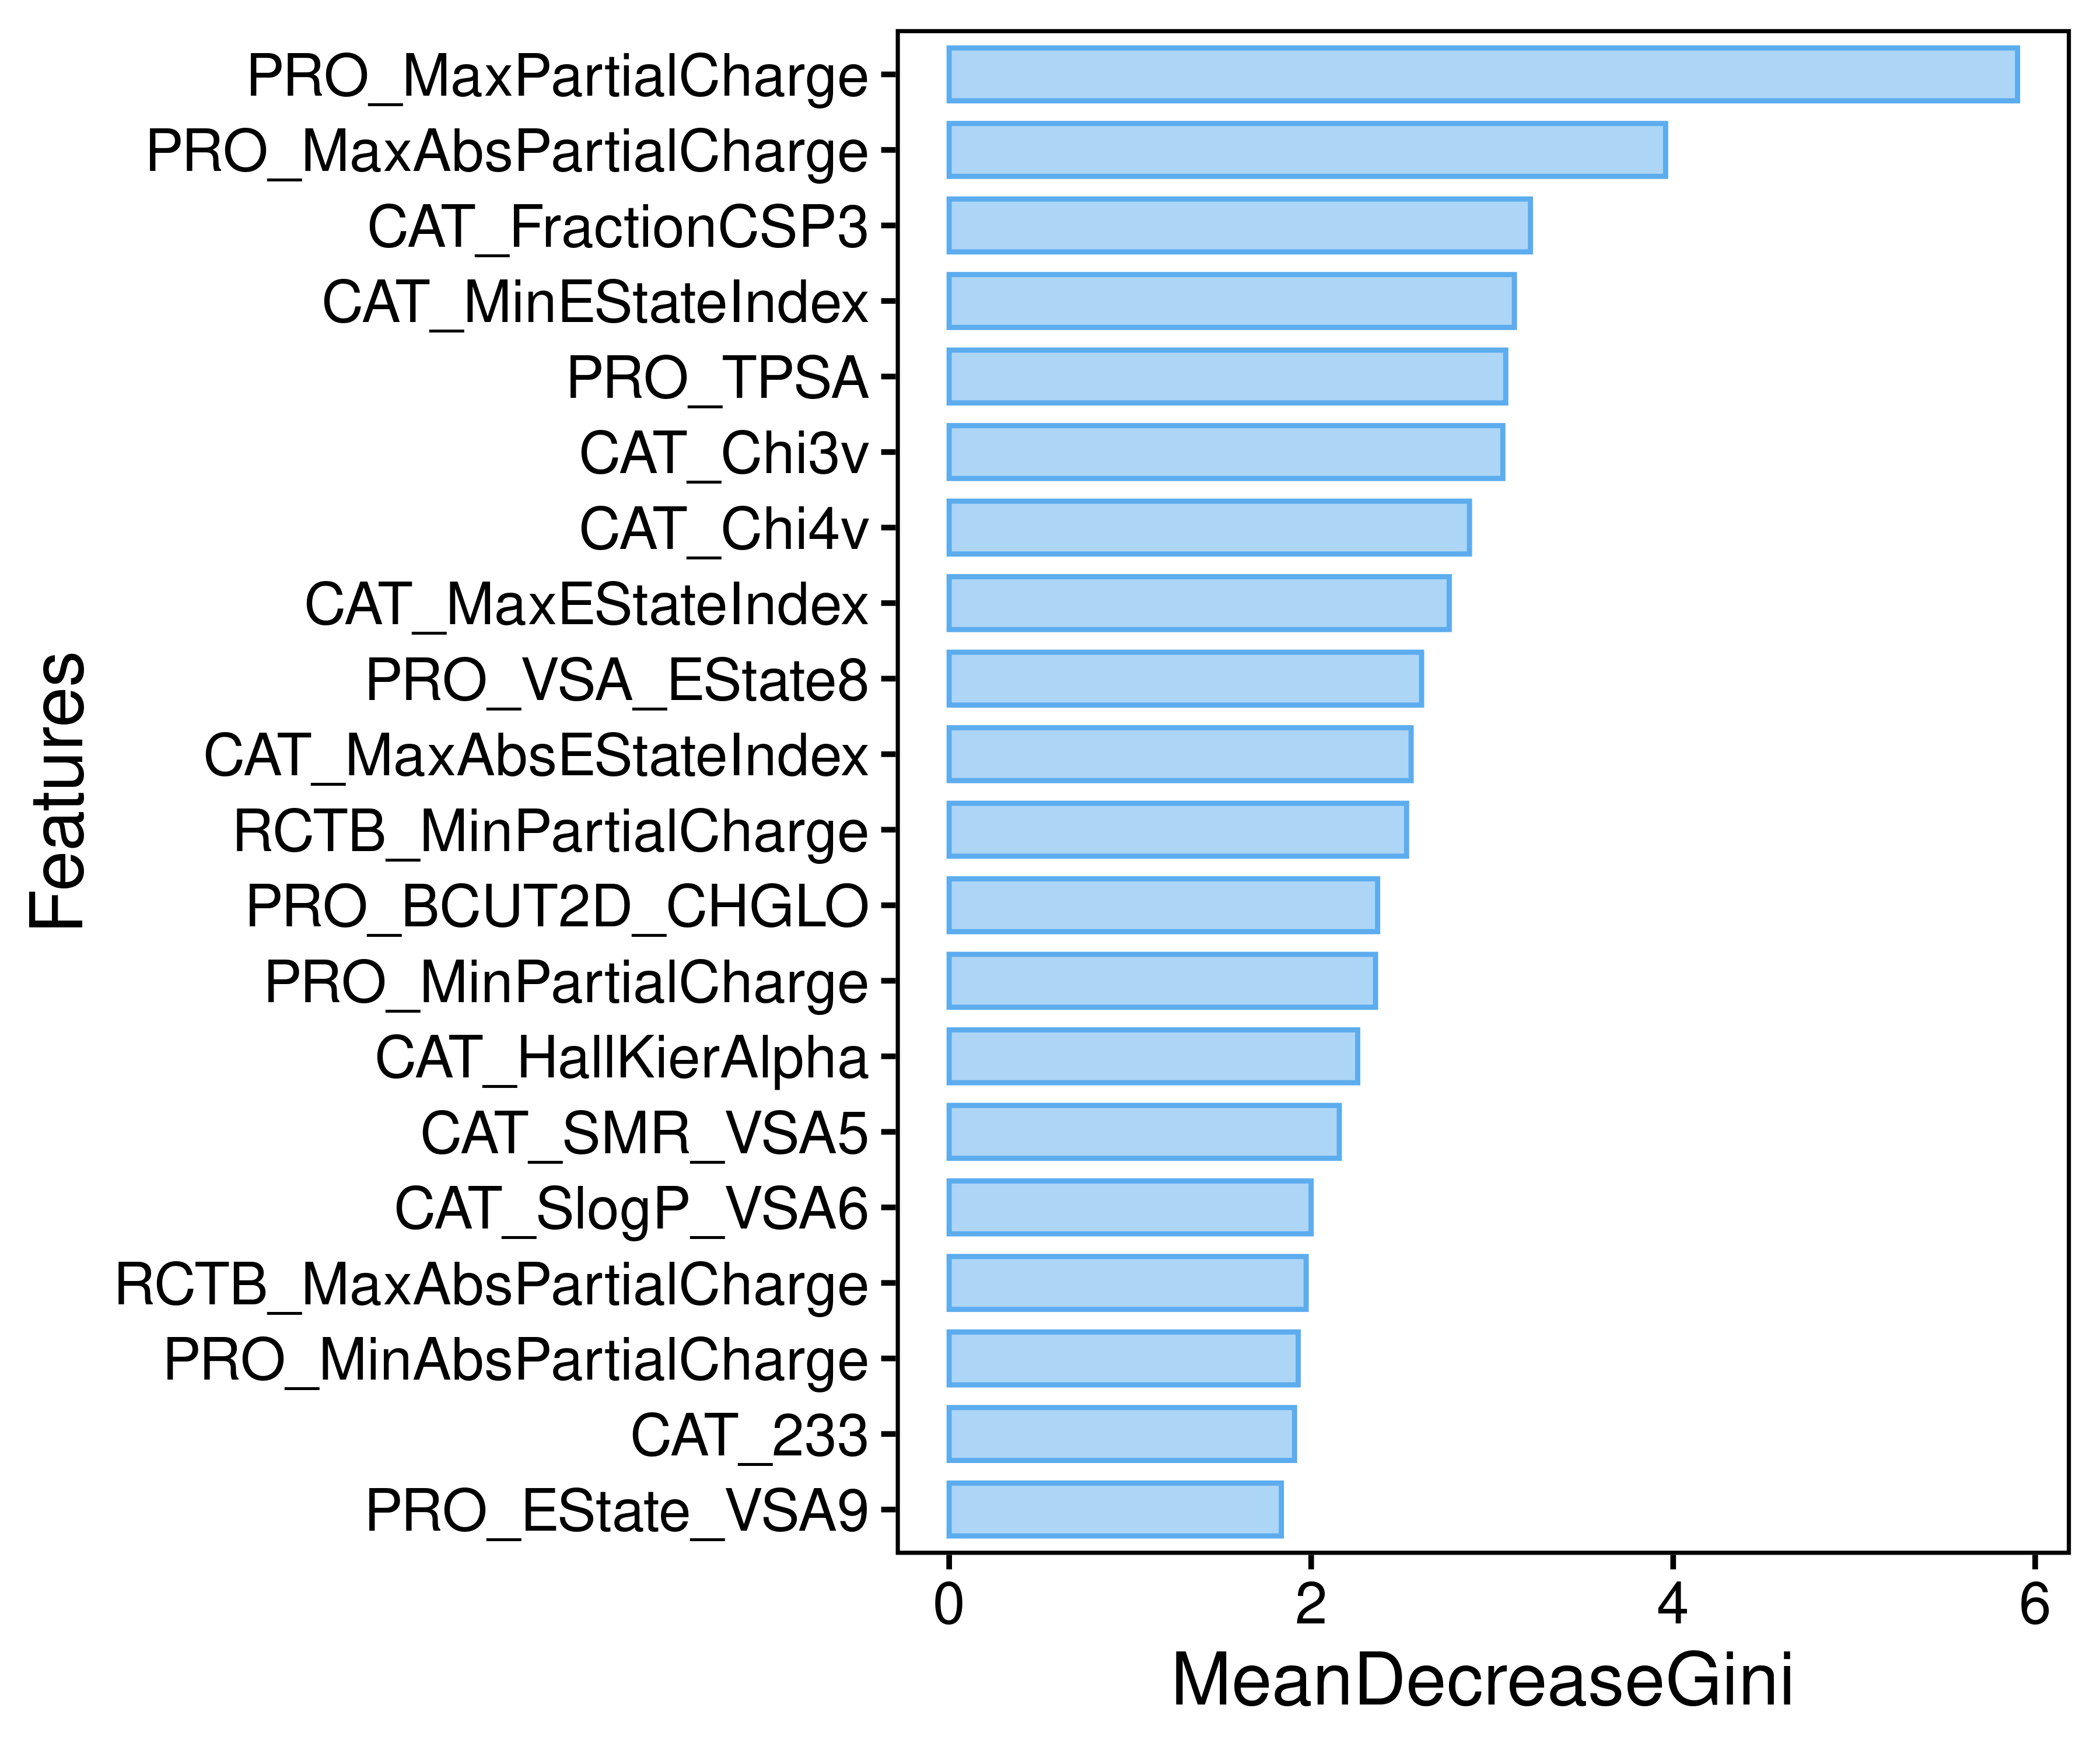 PRO_MaxPartialCharge
PRO_MaxAbsPartialCharge
CAT_FractionCSP3
CAT_MinEStateIndex
PRO_TPSA
CAT_Chi3v
CAT_Chi4v
CAT_MaxEStateIndex
PRO_VSA_EState8
CAT_MaxAbsEStateIndex
RCTB_MinPartialCharge
PRO_BCUT2D_CHGLO
PRO_MinPartialCharge
CAT_HallKierAlpha
CAT_SMR_VSA5
CAT_SlogP_VSA6
RCTB_MaxAbsPartialCharge
PRO_MinAbsPartialCharge
CAT_233
PRO_EState_VSA9
Features
0 2 4 6
MeanDecreaseGini